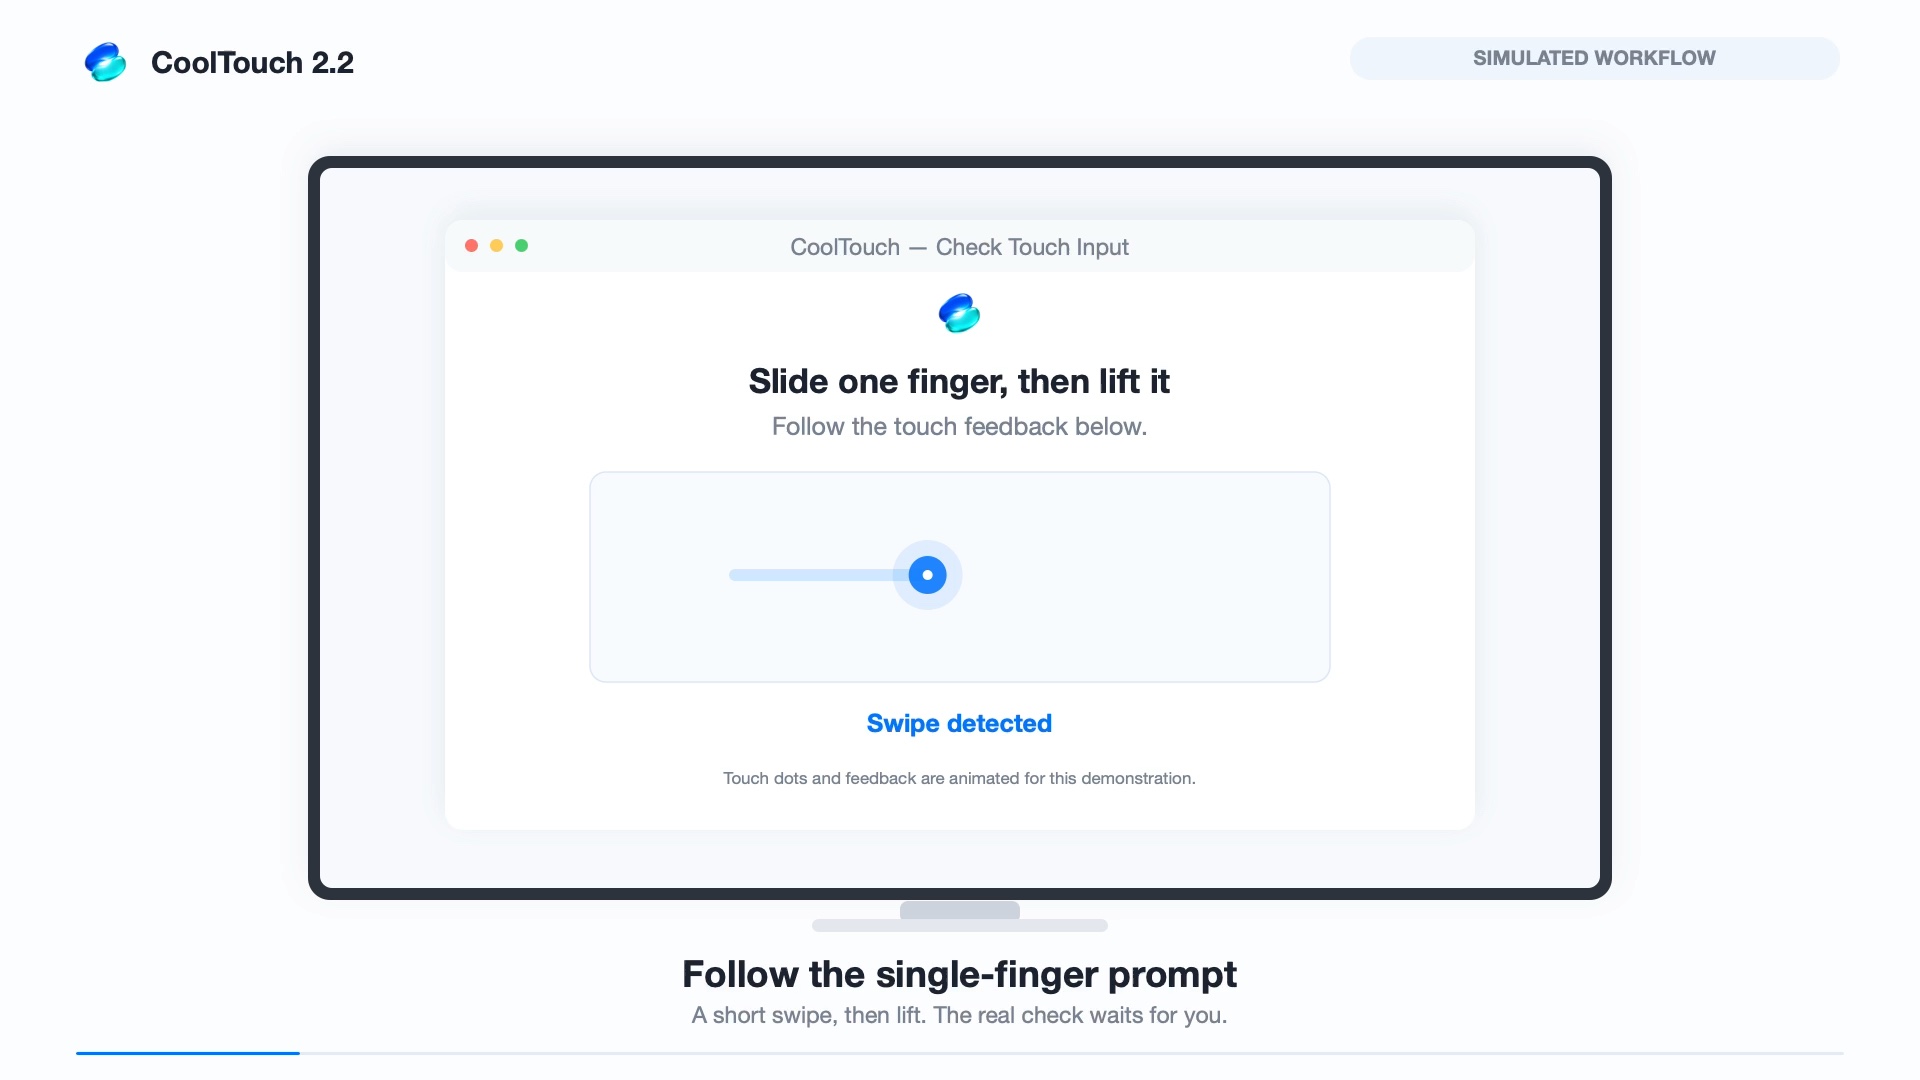 CoolTouch 2.2
SIMULATED WORKFLOW
CoolTouch — Check Touch Input
Slide one finger, then lift it
Follow the touch feedback below.
Swipe detected
Touch dots and feedback are animated for this demonstration.
Follow the single-finger prompt
A short swipe, then lift. The real check waits for you.